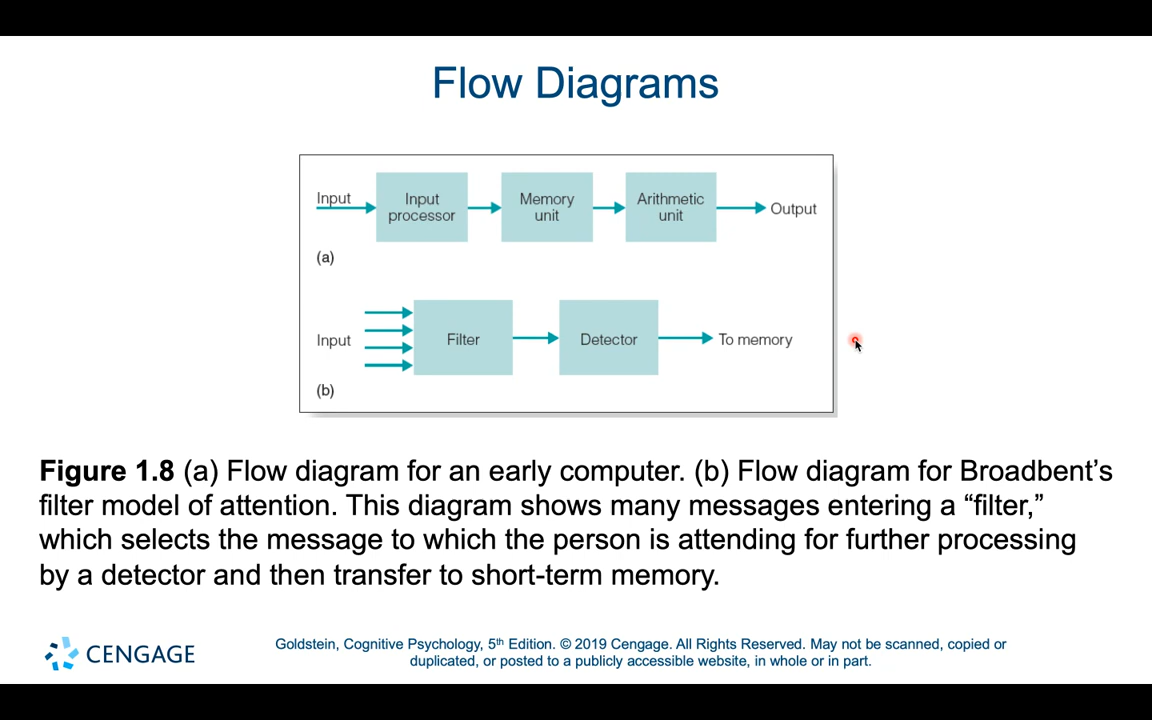 Flow Diagrams
Input
Input
processor
Memory
unit
Arithmetic
unit
Output
(a)
Input
Filter
Detector
To memory
(b)
Figure 1.8 (a) Flow diagram for an early computer. (b) Flow diagram for Broadbent’s
filter model of attention. This diagram shows many messages entering a “filter,”
which selects the message to which the person is attending for further processing
by a detector and then transfer to short-term memory.
CENGAGE
Goldstein, Cognitive Psychology, 5th Edition. © 2019 Cengage. All Rights Reserved. May not be scanned, copied or
duplicated, or posted to a publicly accessible website, in whole or in part.